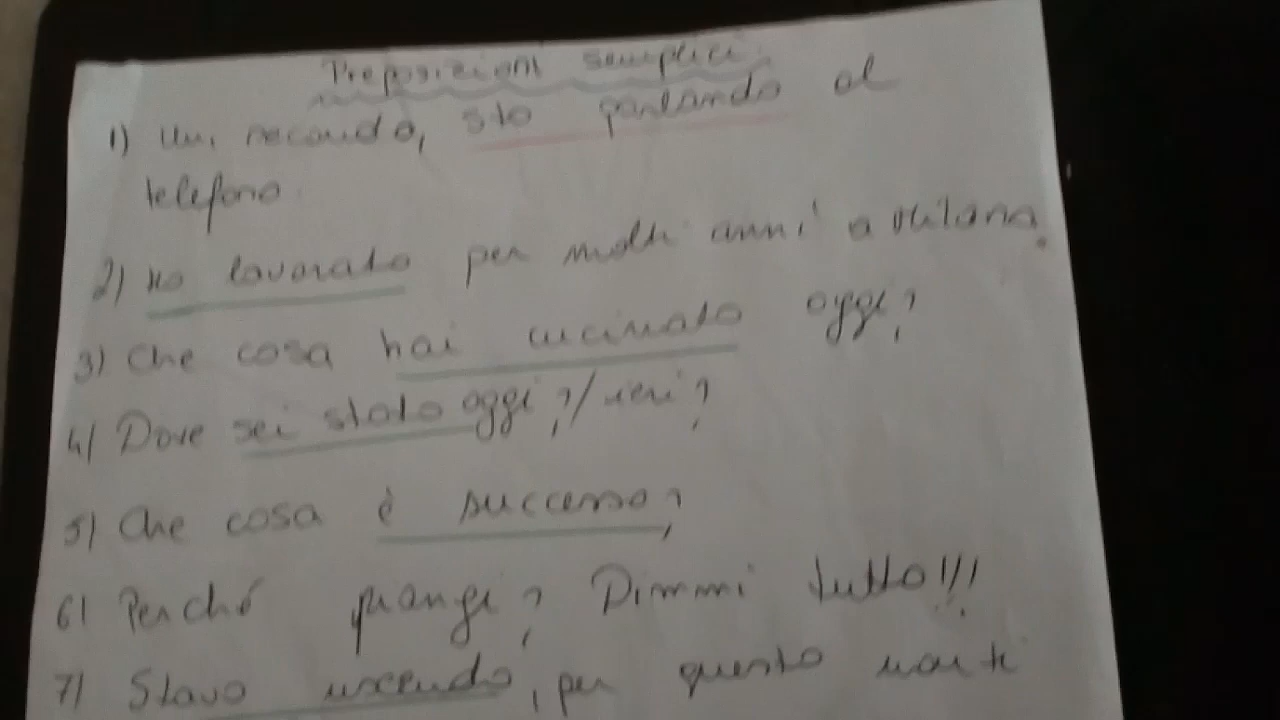 Preposizioni semplici
1) Un secondo, sto parlando al
telefono
2) Ho lavorato per molti anni a Milano.
3) Che cosa hai cucinato oggi?
4) Dove sei stato oggi?/ieri?
5) Che cosa è successo?
6) Perché piangi? Dimmi tutto!!!
7) Stavo uscendo, per questo non ti